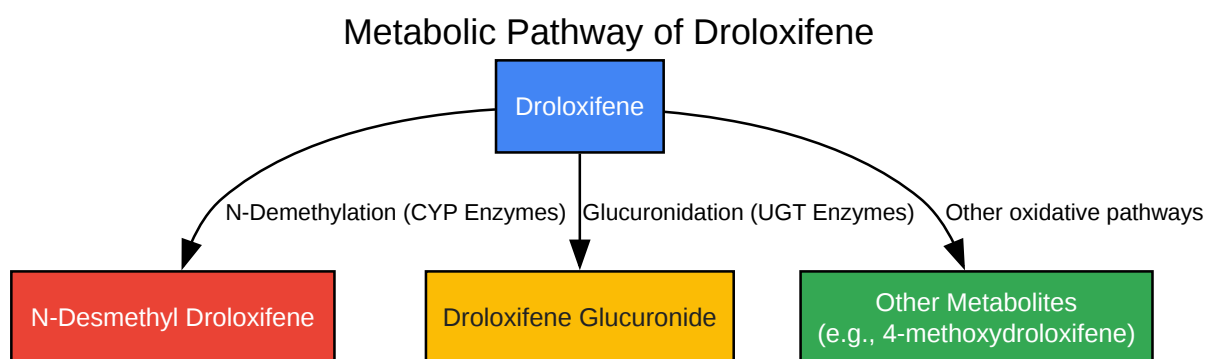 Metabolic Pathway of Droloxifene
Droloxifene
N-Demethylation (CYP Enzymes)
Glucuronidation (UGT Enzymes)
Other oxidative pathways
N-Desmethyl Droloxifene
Droloxifene Glucuronide
Other Metabolites
(e.g., 4-methoxydroloxifene)